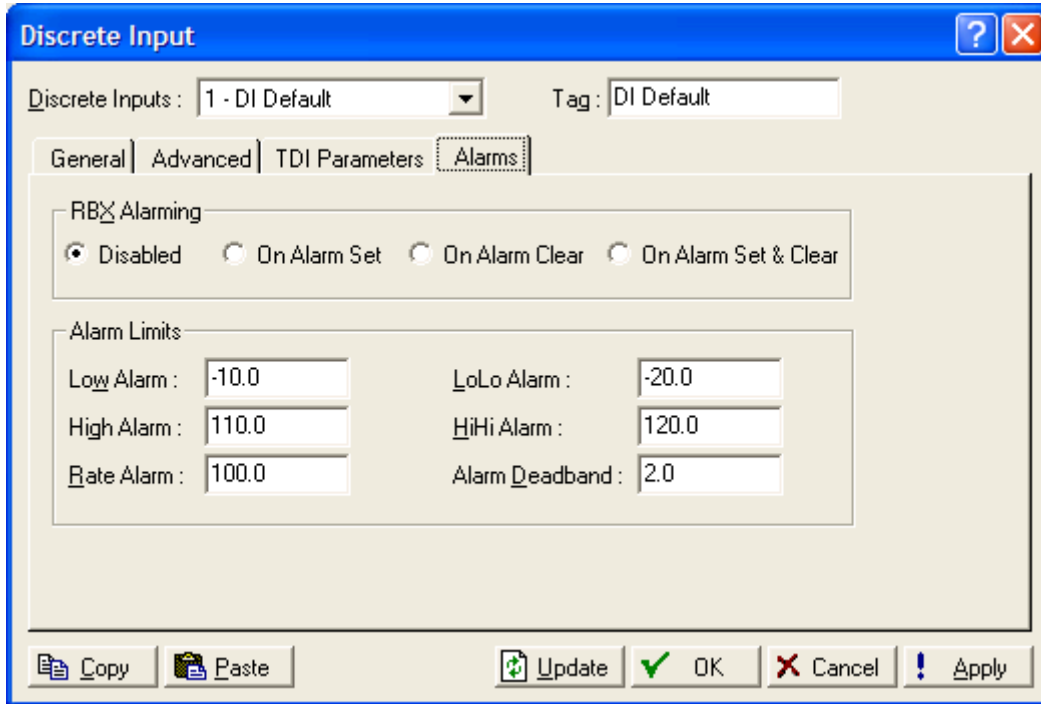 Discrete Input
Discrete Inputs : 1 - DI Default Tag : DI Default
General Advanced TDI Parameters Alarms
RBX Alarming
Disabled On Alarm Set On Alarm Clear On Alarm Set & Clear
Alarm Limits
Low Alarm : -10.0 LoLo Alarm : -20.0
High Alarm : 110.0 HiHi Alarm : 120.0
Rate Alarm : 100.0 Alarm Deadband : 2.0
Copy Paste Update OK Cancel Apply